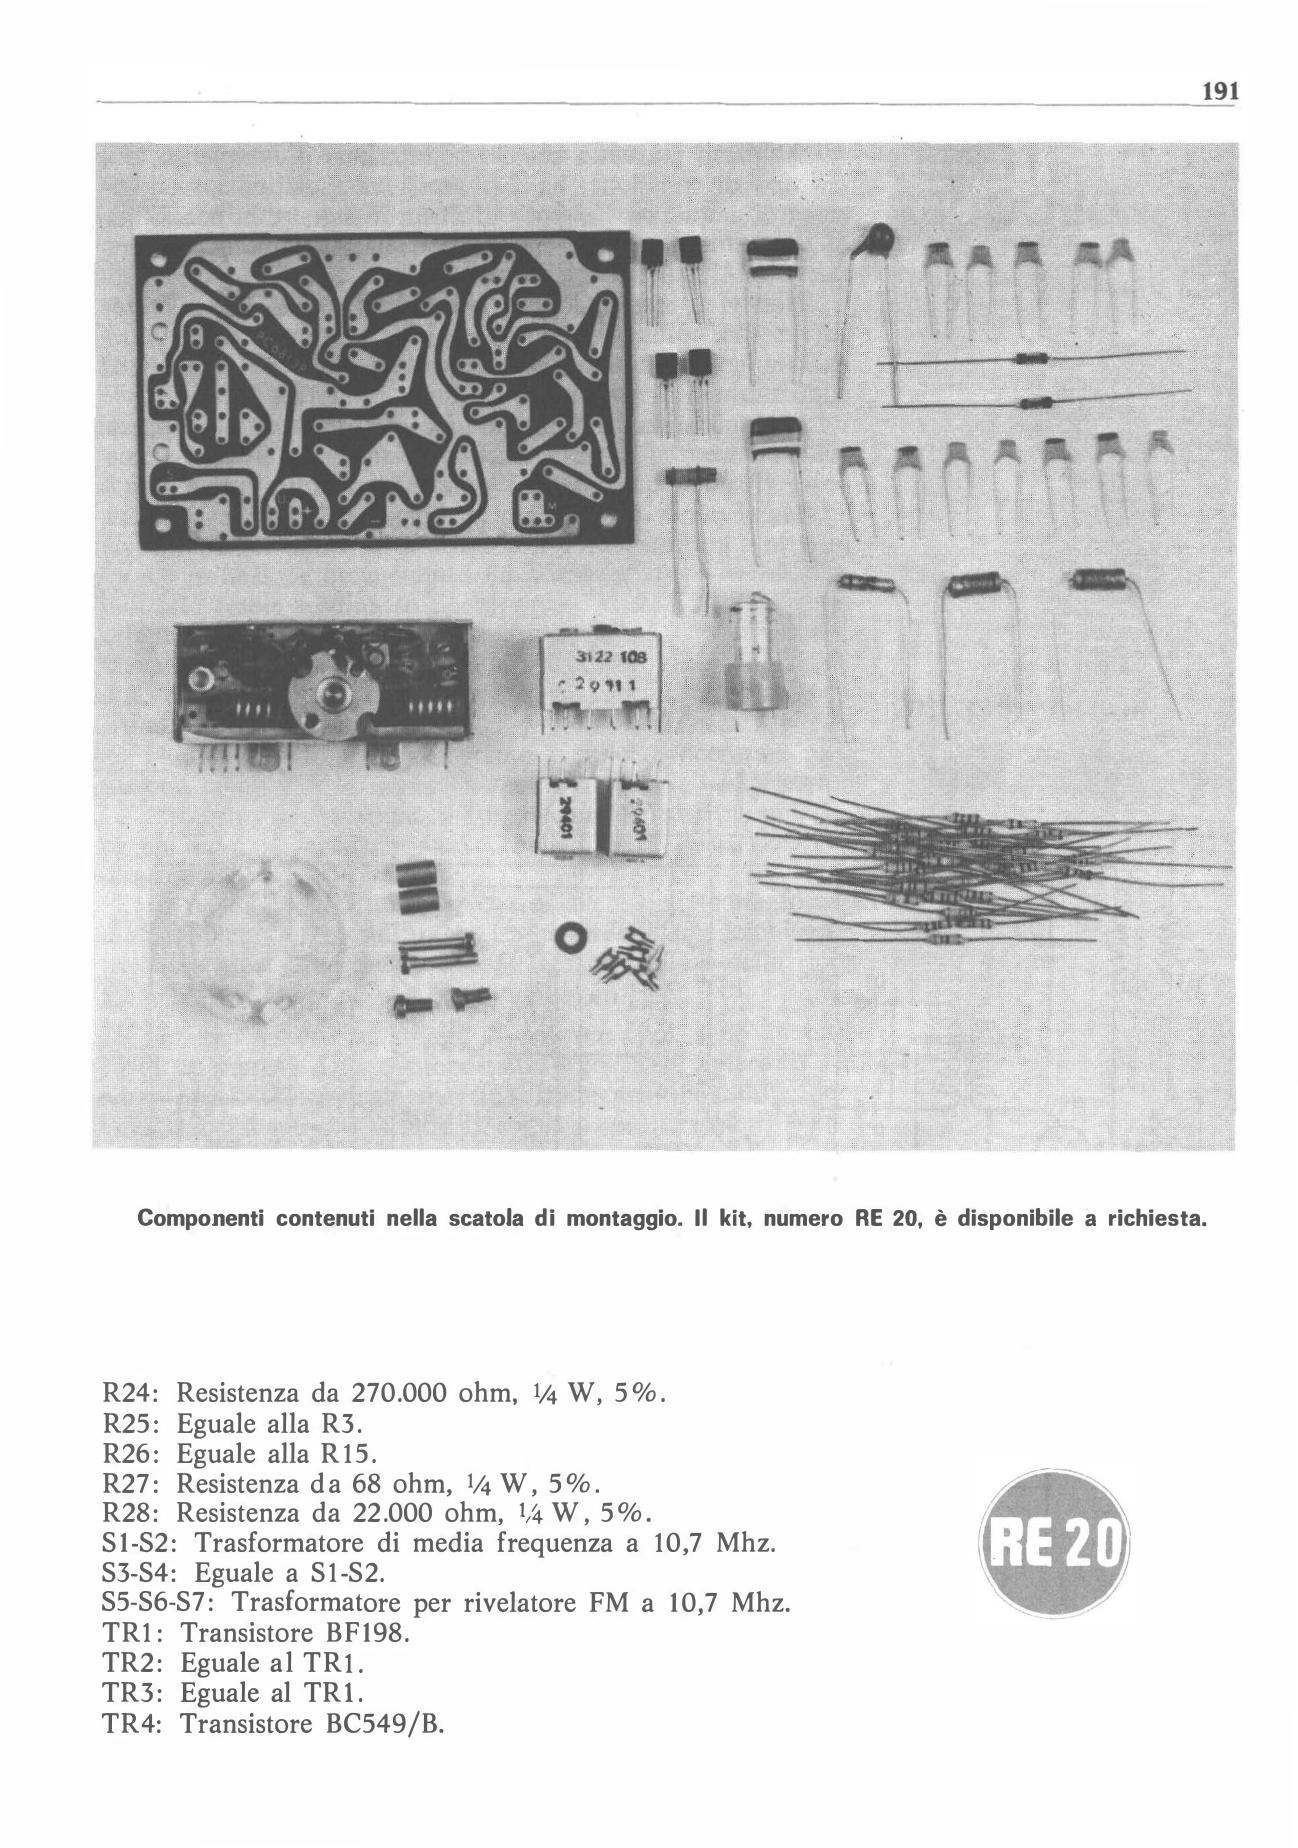 191
3122 108
29401
29401
Componenti contenuti nella scatola di montaggio. Il kit, numero RE 20, è disponibile a richiesta.
R24: Resistenza da 270.000 ohm, ¼ W, 5%.
R25: Eguale alla R3.
R26: Eguale alla R15.
R27: Resistenza da 68 ohm, ¼ W, 5%.
R28: Resistenza da 22.000 ohm, ¼ W, 5%.
S1-S2: Trasformatore di media frequenza a 10,7 Mhz.
S3-S4: Eguale a S1-S2.
S5-S6-S7: Trasformatore per rivelatore FM a 10,7 Mhz.
TR1: Transistore BF198.
TR2: Eguale al TR1.
TR3: Eguale al TR1.
TR4: Transistore BC549/B.
RE 20